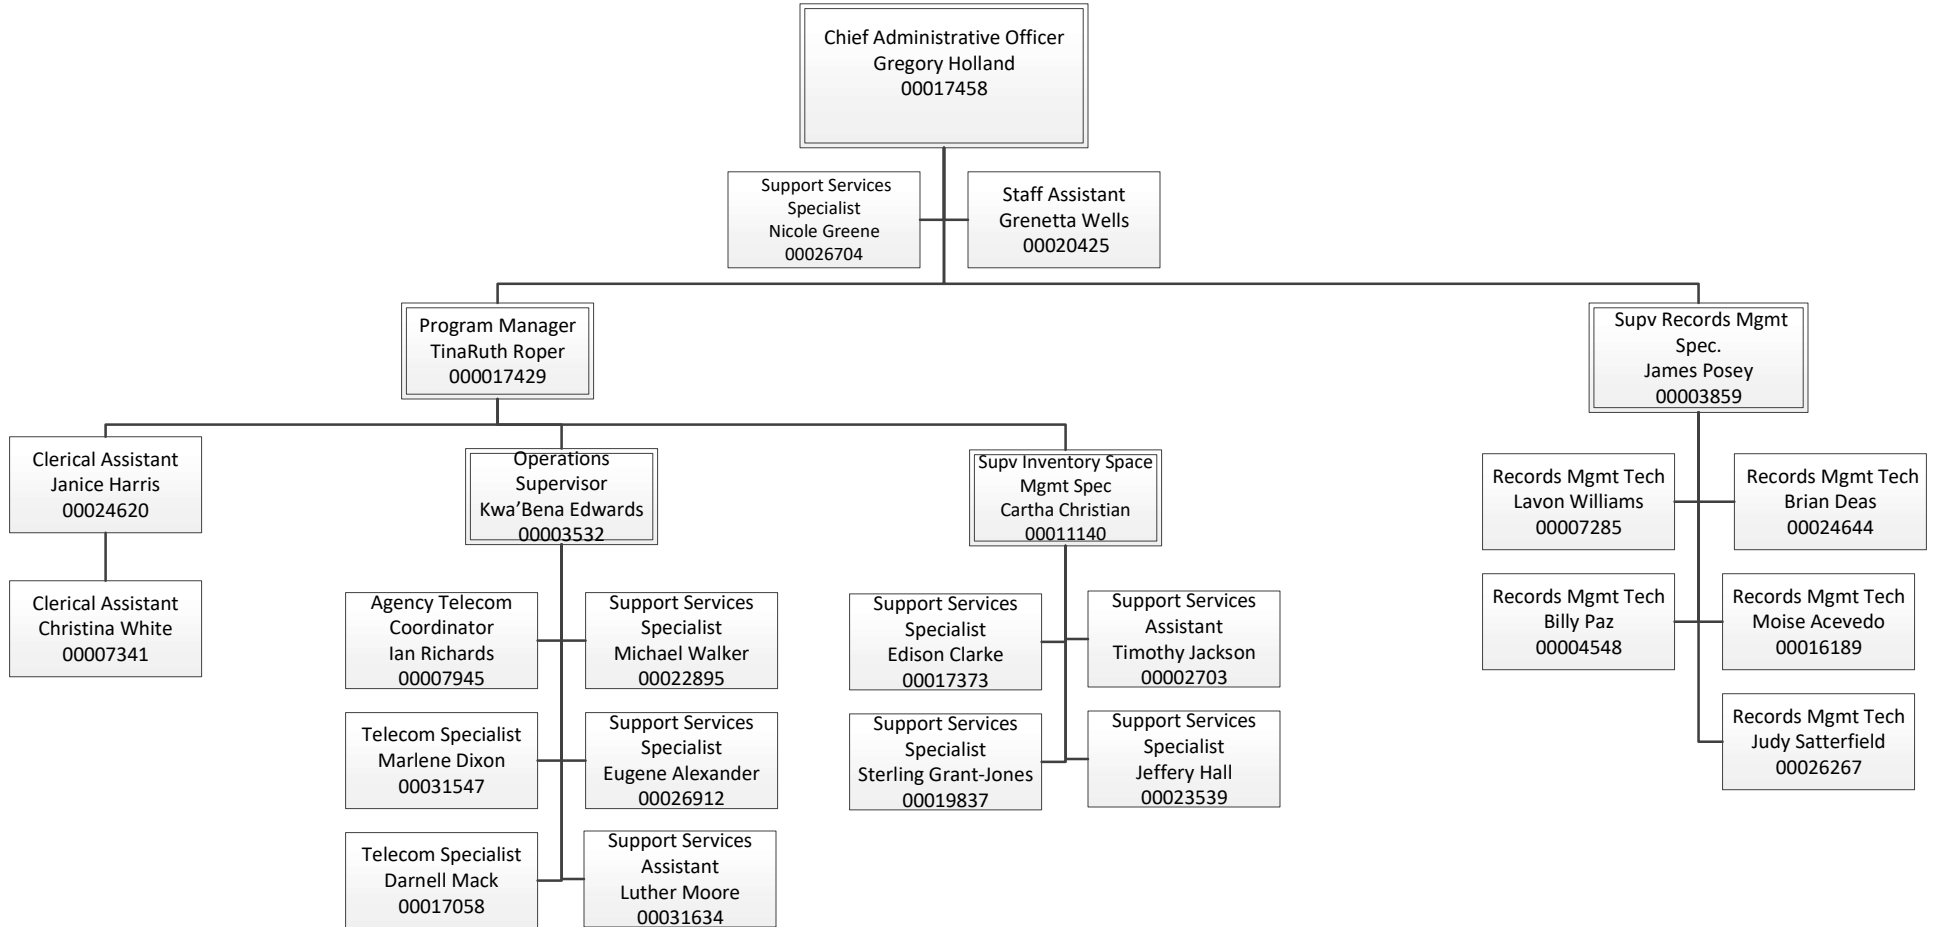 Chief Administrative Officer
Gregory Holland
00017458
Support Services
Specialist
Nicole Greene
00026704
Staff Assistant
Grenetta Wells
00020425
Program Manager
TinaRuth Roper
000017429
Supv Records Mgmt
Spec.
James Posey
00003859
Clerical Assistant
Janice Harris
00024620
Clerical Assistant
Christina White
00007341
Operations
Supervisor
Kwa’Bena Edwards
00003532
Agency Telecom
Coordinator
Ian Richards
00007945
Support Services
Specialist
Michael Walker
00022895
Telecom Specialist
Marlene Dixon
00031547
Support Services
Specialist
Eugene Alexander
00026912
Telecom Specialist
Darnell Mack
00017058
Support Services
Assistant
Luther Moore
00031634
Supv Inventory Space
Mgmt Spec
Cartha Christian
00011140
Support Services
Specialist
Edison Clarke
00017373
Support Services
Assistant
Timothy Jackson
00002703
Support Services
Specialist
Sterling Grant-Jones
00019837
Support Services
Specialist
Jeffery Hall
00023539
Records Mgmt Tech
Lavon Williams
00007285
Records Mgmt Tech
Brian Deas
00024644
Records Mgmt Tech
Billy Paz
00004548
Records Mgmt Tech
Moise Acevedo
00016189
Records Mgmt Tech
Judy Satterfield
00026267